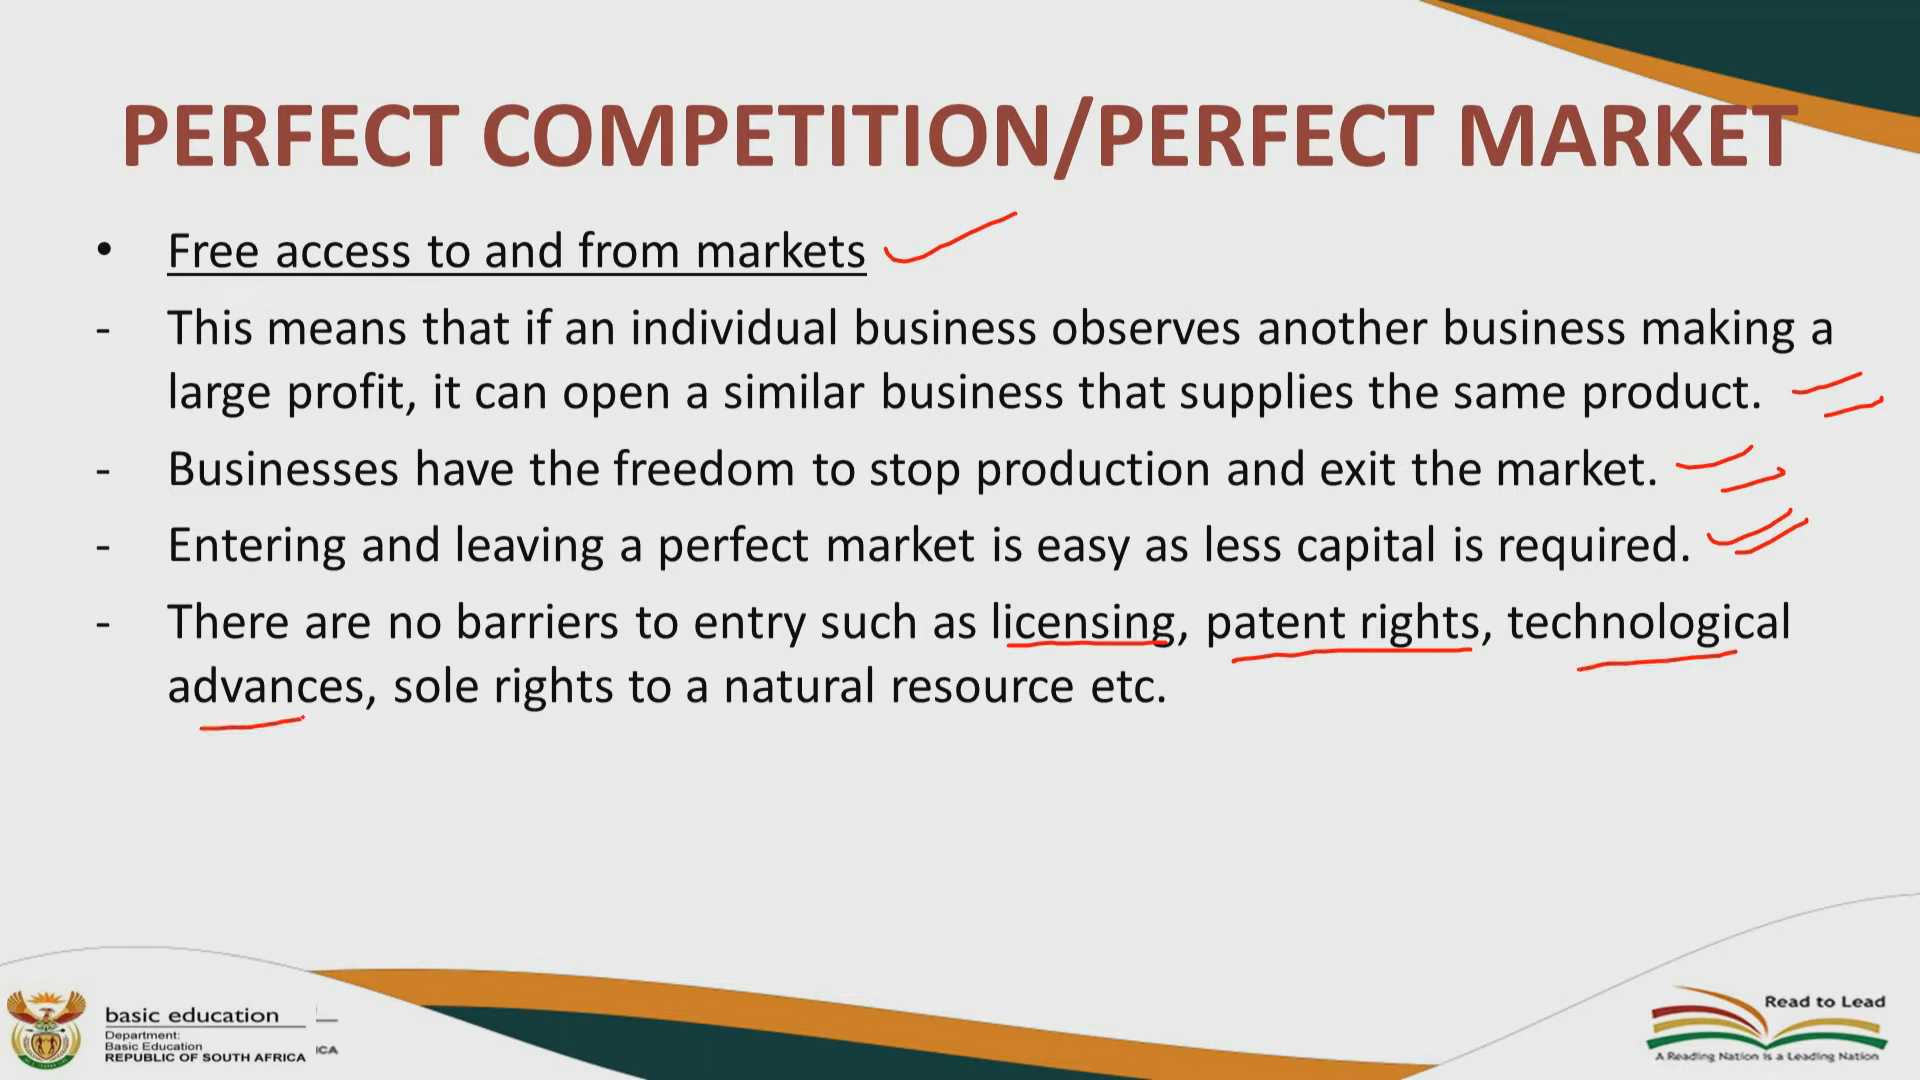 PERFECT COMPETITION/PERFECT MARKET
• Free access to and from markets
- This means that if an individual business observes another business making a
large profit, it can open a similar business that supplies the same product.
- Businesses have the freedom to stop production and exit the market.
- Entering and leaving a perfect market is easy as less capital is required.
- There are no barriers to entry such as licensing, patent rights, technological
advances, sole rights to a natural resource etc.
basic education
Department:
Basic Education
REPUBLIC OF SOUTH AFRICA
ICA
Read to Lead
A Reading Nation is a Leading Nation